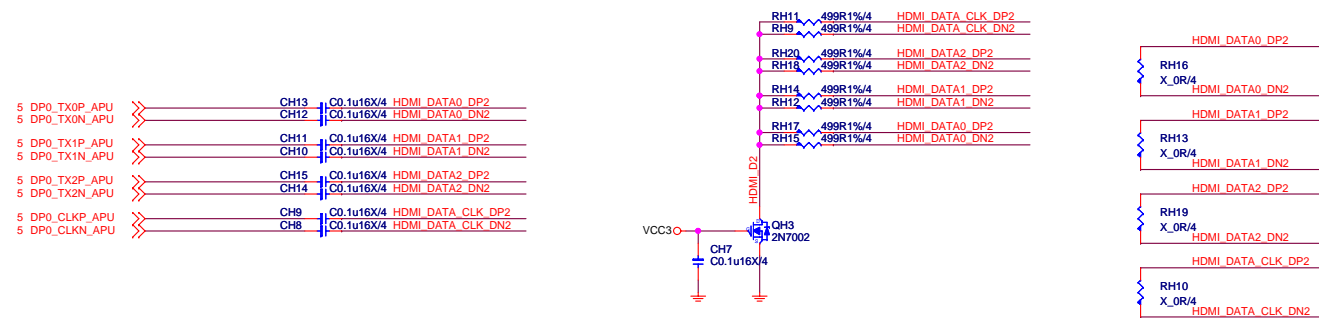 5 DP0_TX0P_APU CH13 C0.1u16X/4 HDMI_DATA0_DP2
5 DP0_TX0N_APU CH12 C0.1u16X/4 HDMI_DATA0_DN2
5 DP0_TX1P_APU CH11 C0.1u16X/4 HDMI_DATA1_DP2
5 DP0_TX1N_APU CH10 C0.1u16X/4 HDMI_DATA1_DN2
5 DP0_TX2P_APU CH15 C0.1u16X/4 HDMI_DATA2_DP2
5 DP0_TX2N_APU CH14 C0.1u16X/4 HDMI_DATA2_DN2
5 DP0_CLKP_APU CH9 C0.1u16X/4 HDMI_DATA_CLK_DP2
5 DP0_CLKN_APU CH8 C0.1u16X/4 HDMI_DATA_CLK_DN2
RH11 499R1%/4 HDMI_DATA_CLK_DP2
RH9 499R1%/4 HDMI_DATA_CLK_DN2
RH20 499R1%/4 HDMI_DATA2_DP2
RH18 499R1%/4 HDMI_DATA2_DN2
RH14 499R1%/4 HDMI_DATA1_DP2
RH12 499R1%/4 HDMI_DATA1_DN2
RH17 499R1%/4 HDMI_DATA0_DP2
RH15 499R1%/4 HDMI_DATA0_DN2
HDMI_D2
VCC3
QH3
2N7002
CH7
C0.1u16X/4
HDMI_DATA0_DP2
RH16
X_0R/4
HDMI_DATA0_DN2
HDMI_DATA1_DP2
RH13
X_0R/4
HDMI_DATA1_DN2
HDMI_DATA2_DP2
RH19
X_0R/4
HDMI_DATA2_DN2
HDMI_DATA_CLK_DP2
RH10
X_0R/4
HDMI_DATA_CLK_DN2